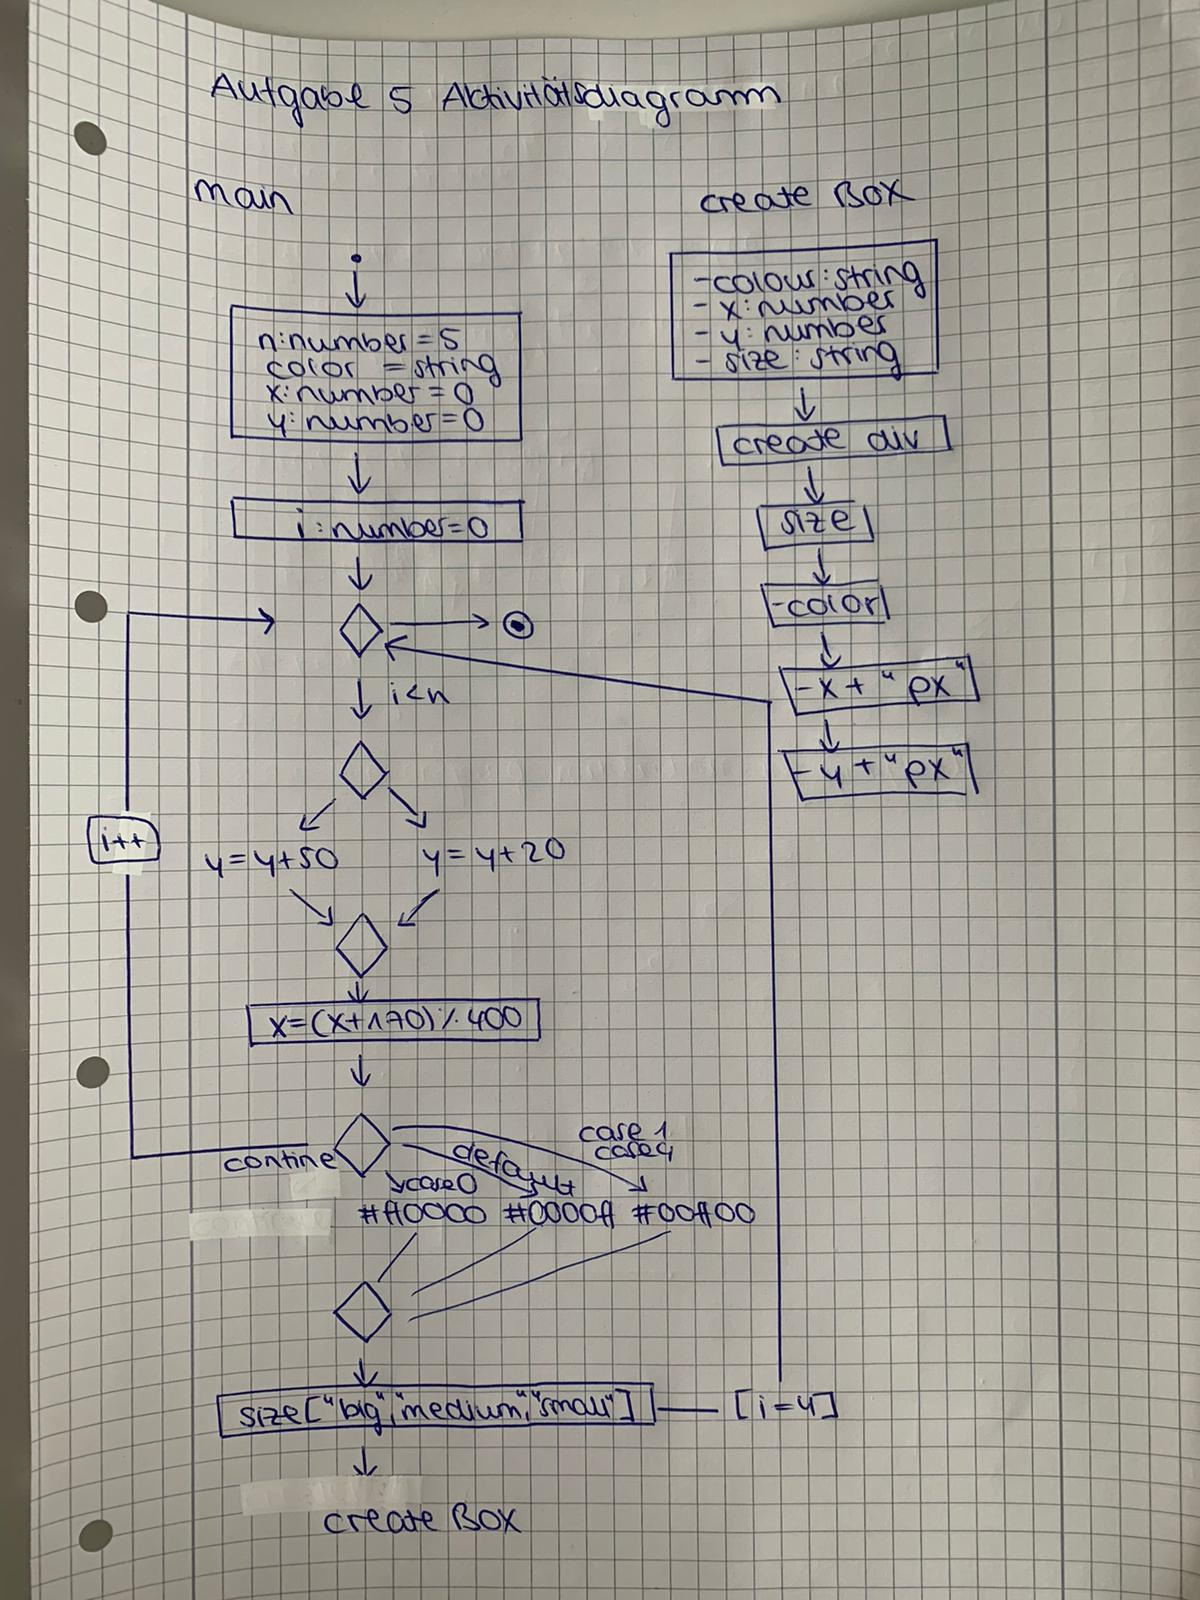 Aufgabe 5 Aktivitätsdiagramm
main
n:number=5
color =string
x:number=0
y:number=0
i:number=0
i<n
i++
y=y+50
y=y+20
x=(x+170)%400
contine
case 0
default
case 1
case 4
#ff0000 #0000ff #00ff00
size["big","medium","small"]
[i=4]
create Box
create Box
-colour:string
- x:number
- y:number
- size:string
create div
size
-color
-x+"px"
-y+"px"